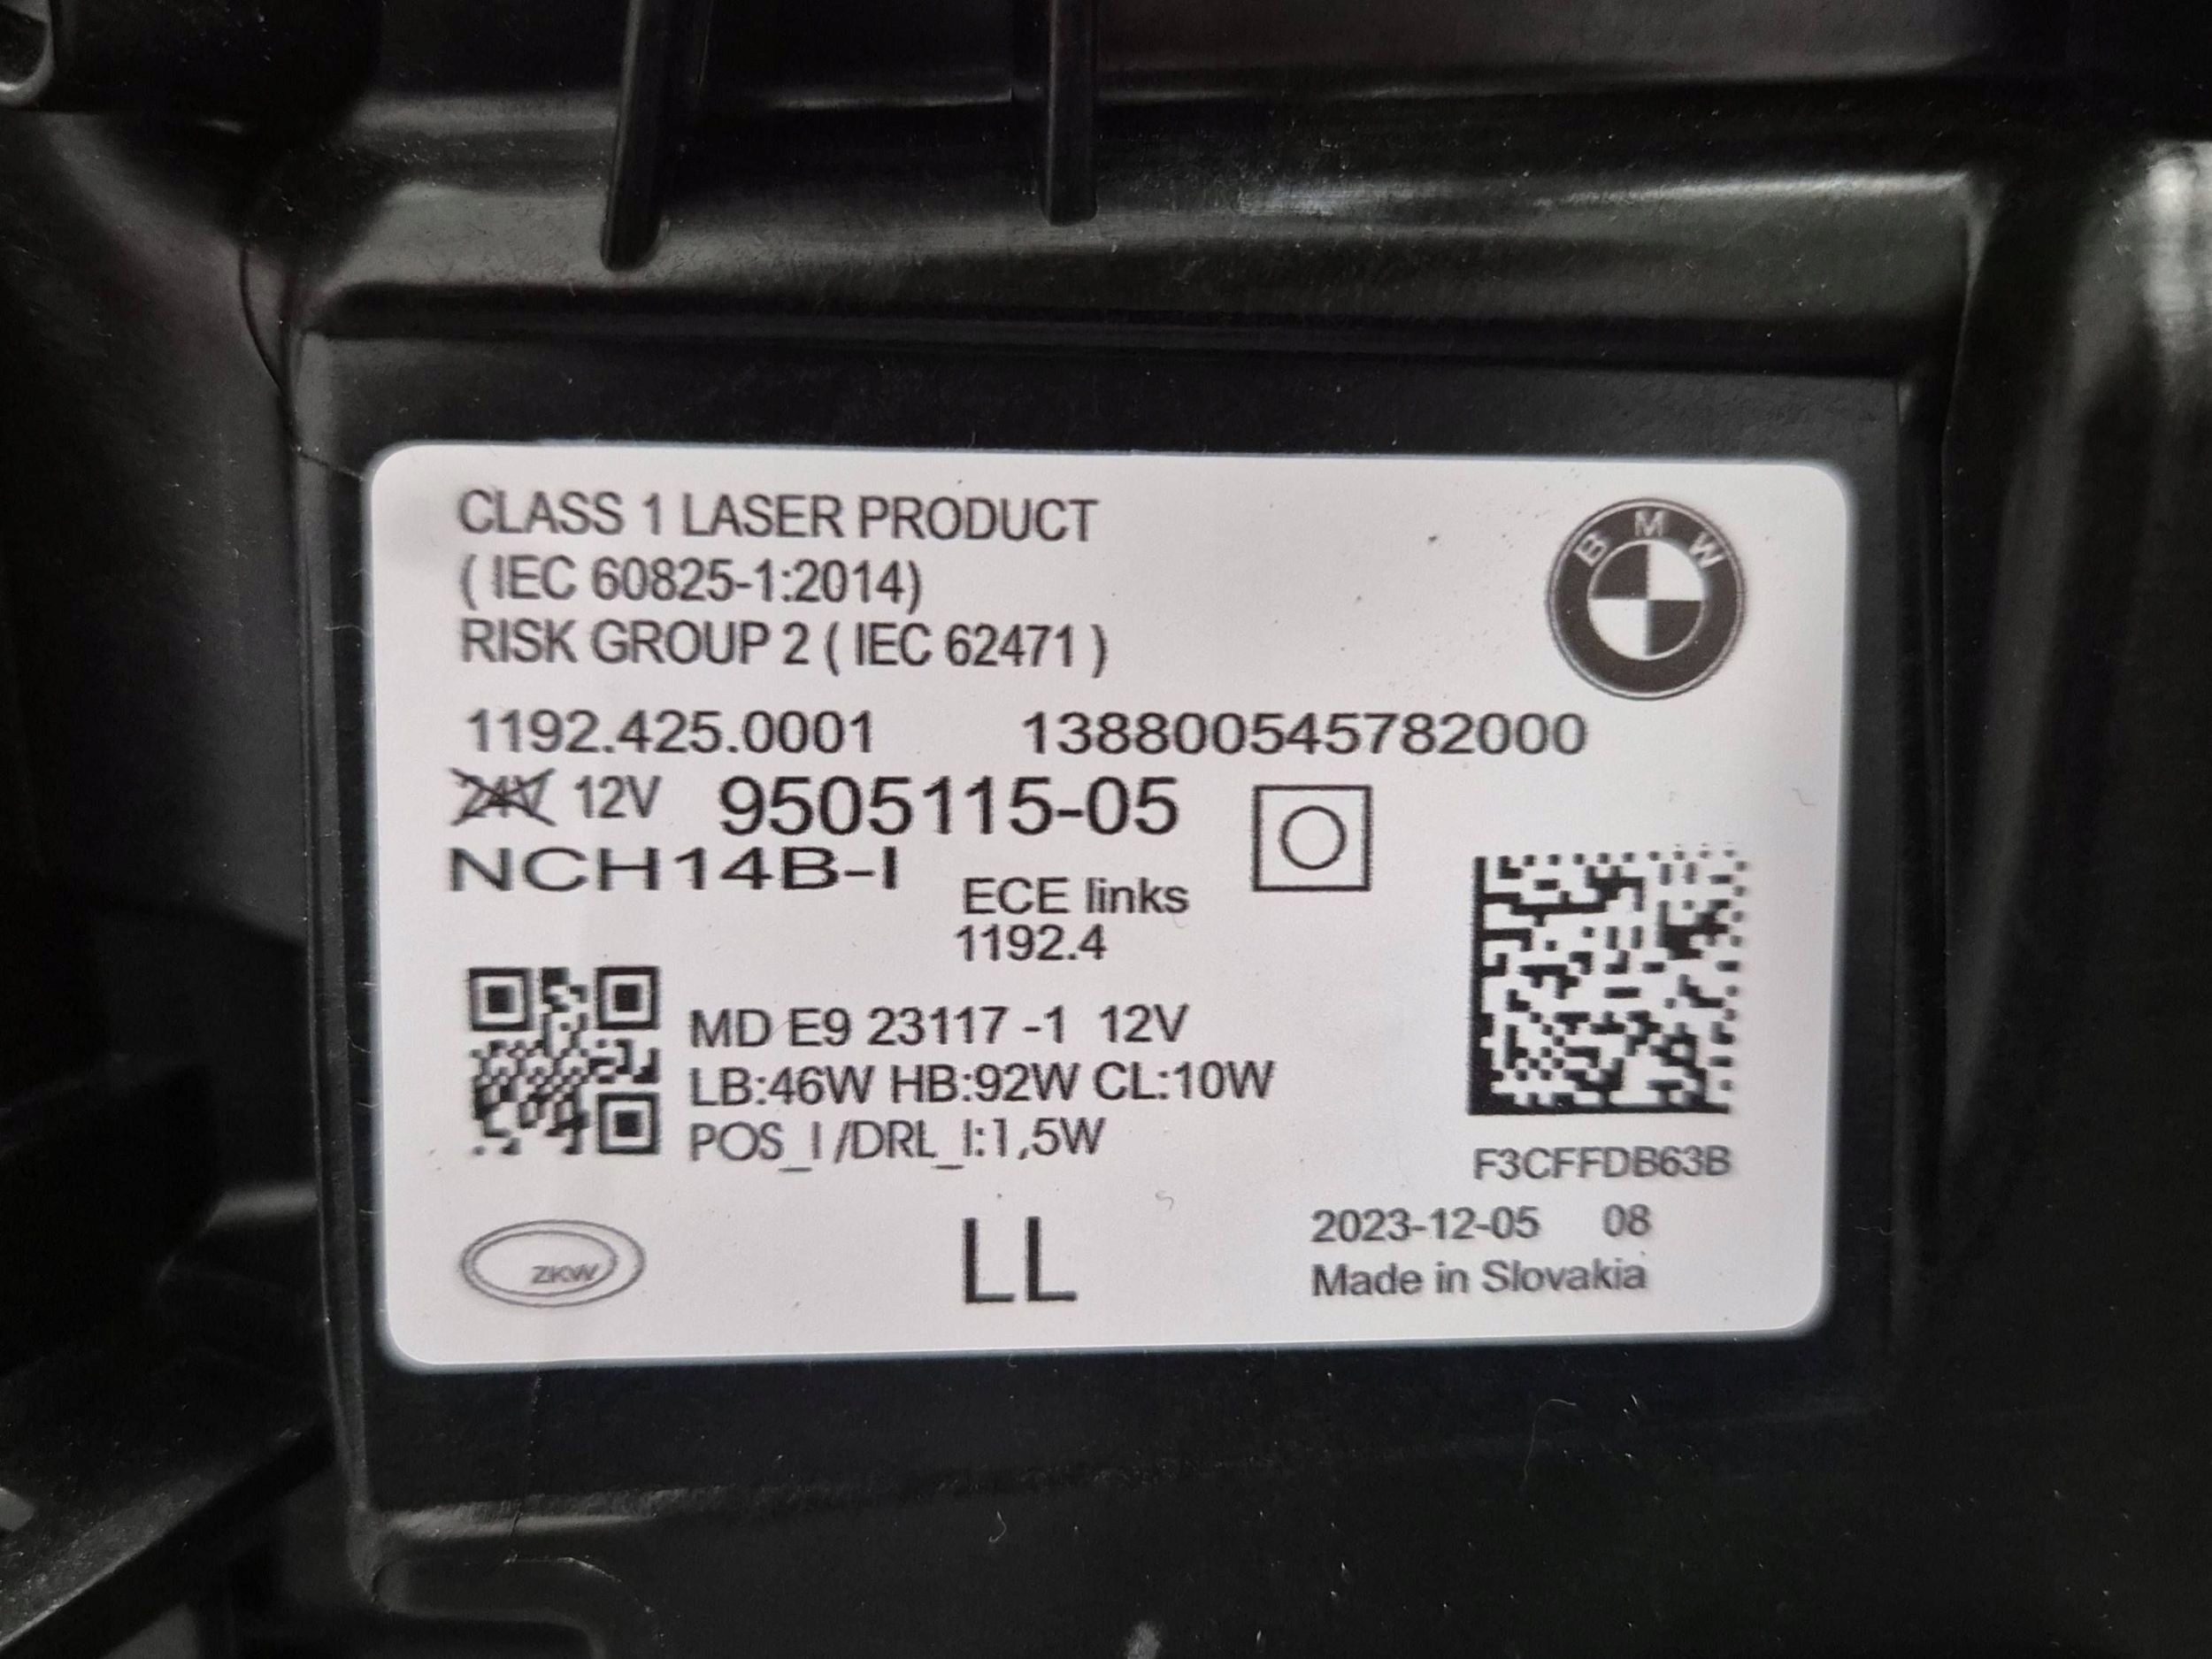 CLASS 1 LASER PRODUCT
( IEC 60825-1:2014)
RISK GROUP 2 ( IEC 62471 )
BMW
1192.425.0001 138800545782000
24V 12V 9505115-05
NCH14B-I
ECE links
1192.4
MD E9 23117 -1 12V
LB:46W HB:92W CL:10W
POS_I /DRL_I:1,5W
F3CFFDB63B
ZKW
LL
2023-12-05 08
Made in Slovakia